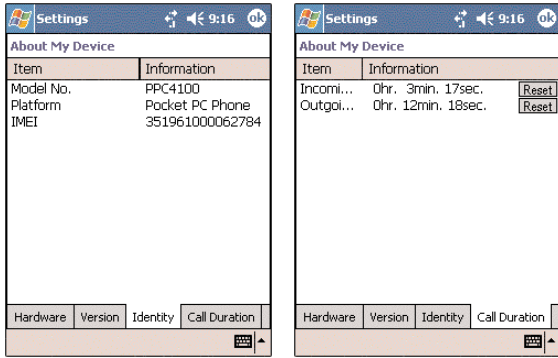 Settings 9:16 ok
About My Device
Item Information
Model No. PPC4100
Platform Pocket PC Phone
IMEI 351961000062784
Hardware Version Identity Call Duration
Settings 9:16 ok
About My Device
Item Information
Incomi... 0hr. 3min. 17sec. Reset
Outgoi... 0hr. 12min. 18sec. Reset
Hardware Version Identity Call Duration